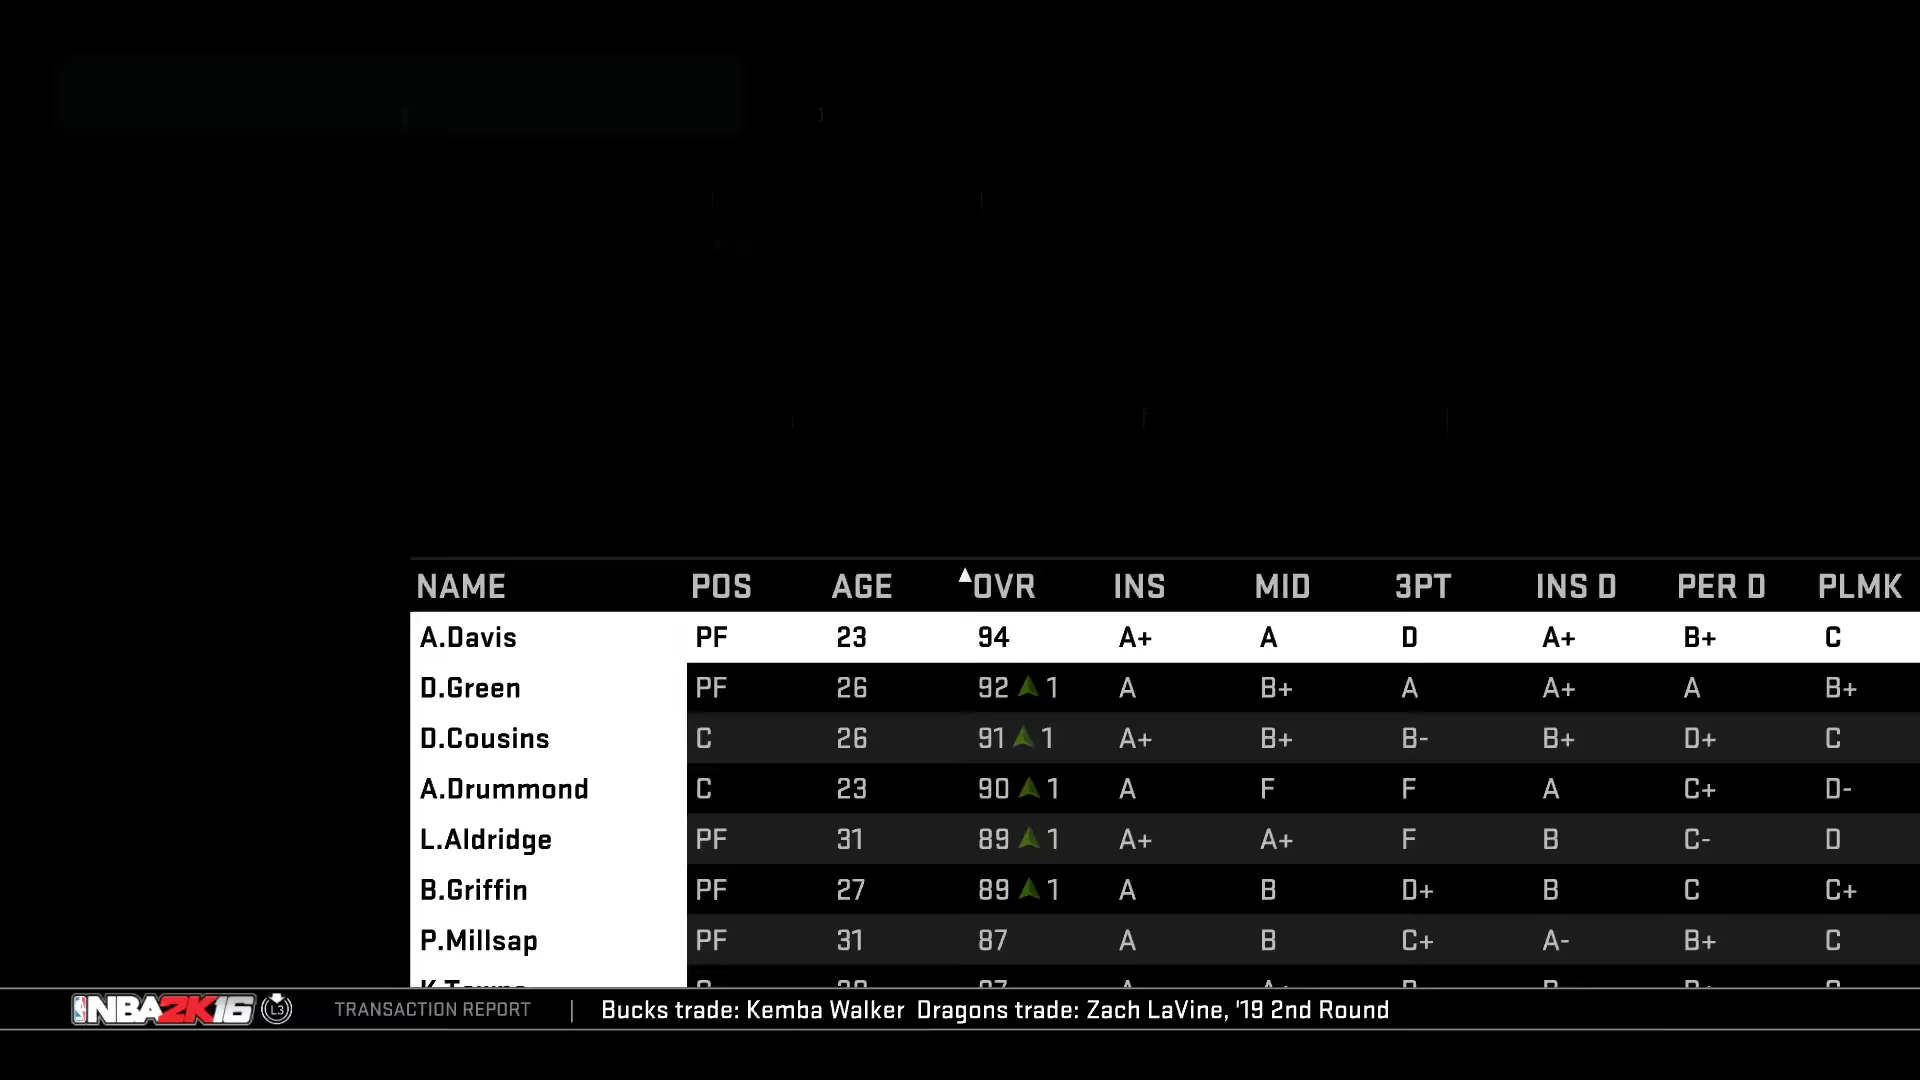 NAME POS AGE OVR INS MID 3PT INS D PER D PLMK
A.Davis PF 23 94 A+ A D A+ B+ C
D.Green PF 26 92 1 A B+ A A+ A B+
D.Cousins C 26 91 1 A+ B+ B- B+ D+ C
A.Drummond C 23 90 1 A F F A C+ D-
L.Aldridge PF 31 89 1 A+ A+ F B C- D
B.Griffin PF 27 89 1 A B D+ B C C+
P.Millsap PF 31 87 A B C+ A- B+ C
NBA2K16 L3 TRANSACTION REPORT | Bucks trade: Kemba Walker Dragons trade: Zach LaVine, '19 2nd Round